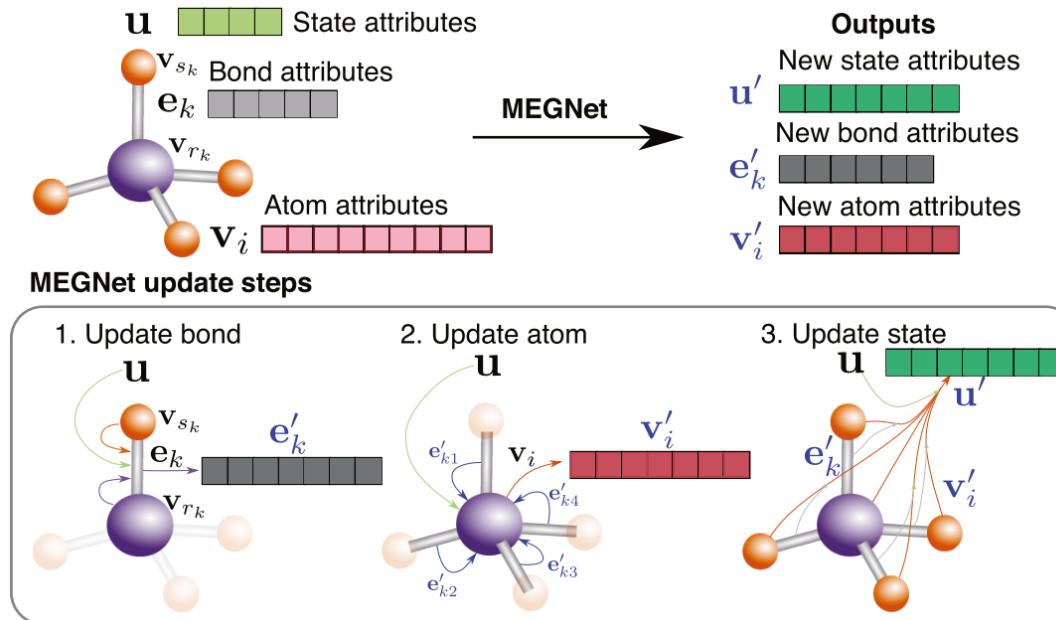 u State attributes
v_{s_k} Bond attributes
e_k
v_{r_k}
Atom attributes
v_i
MEGNet
Outputs
New state attributes
u′
New bond attributes
e′_k
New atom attributes
v′_i
MEGNet update steps
1. Update bond
u
v_{s_k}
e_k e′_k
v_{r_k}
2. Update atom
u
e′_{k1} v_i v′_i
e′_{k4}
e′_{k2} e′_{k3}
3. Update state
u
u′
e′_k
v′_i